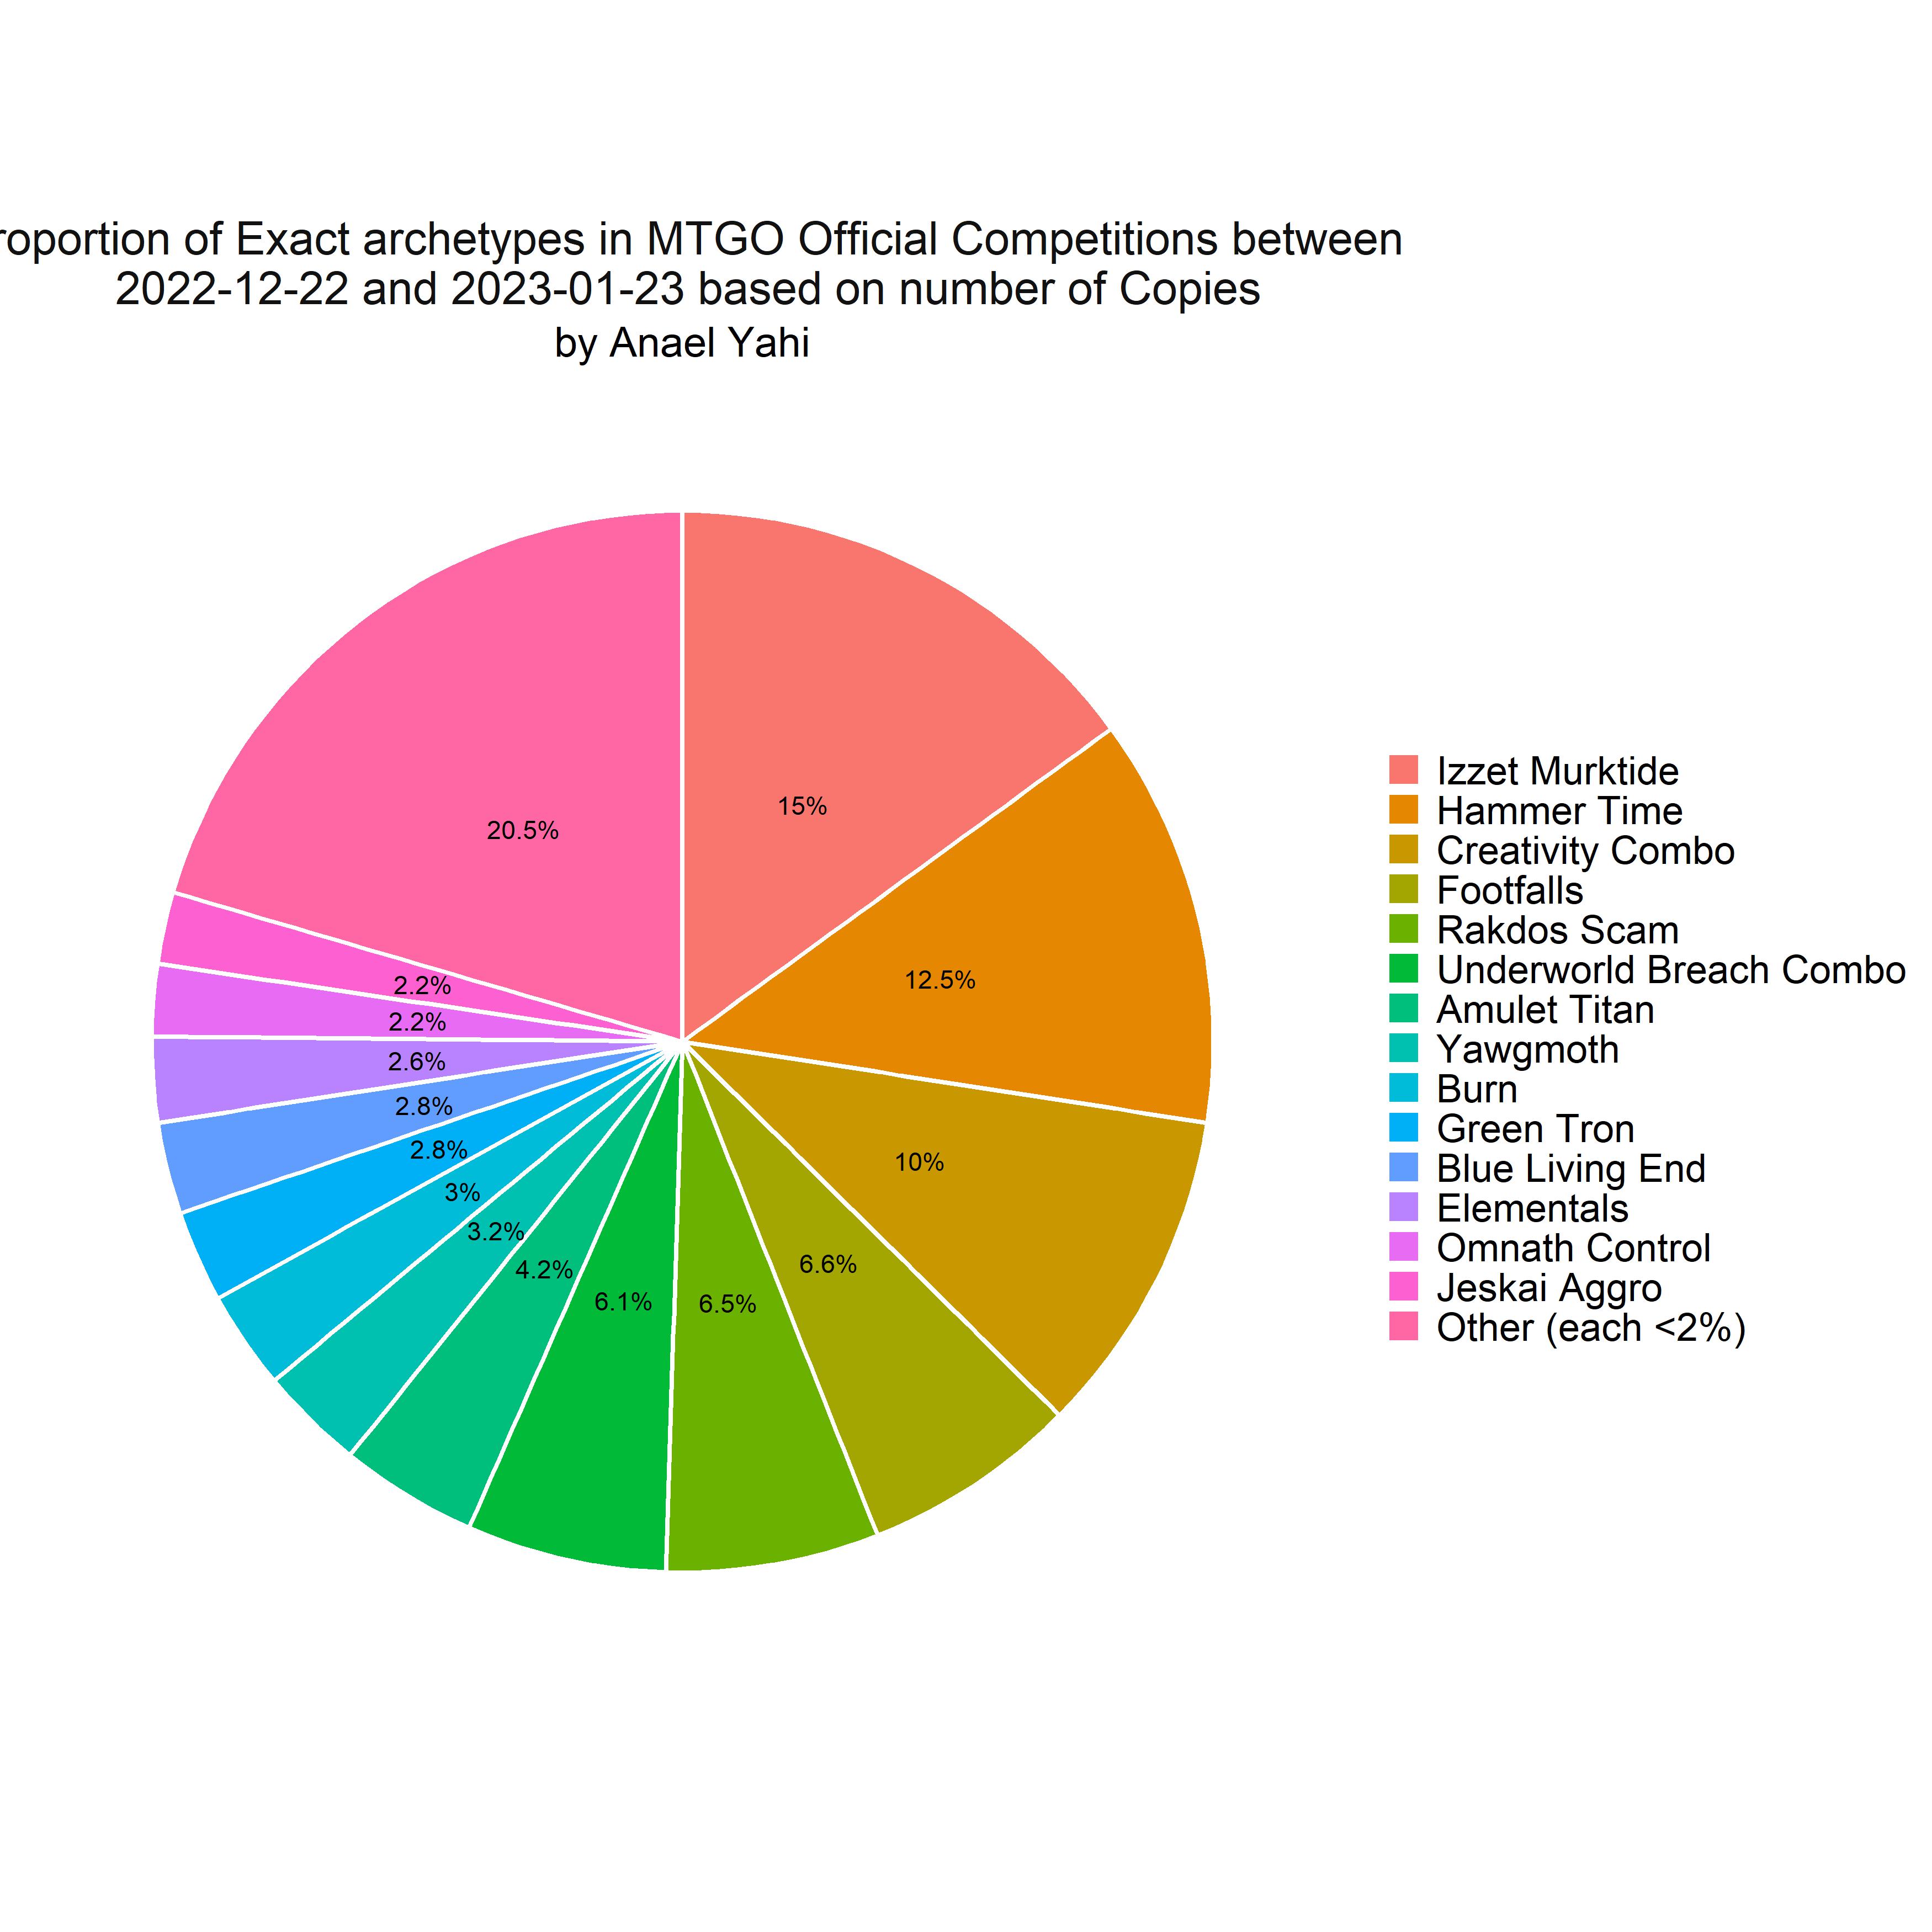 roportion of Exact archetypes in MTGO Official Competitions between
2022-12-22 and 2023-01-23 based on number of Copies
by Anael Yahi
15%
20.5%
12.5%
2.2%
2.2%
2.6%
2.8%
2.8%
3%
3.2%
4.2%
6.1%
6.5%
6.6%
10%
Izzet Murktide
Hammer Time
Creativity Combo
Footfalls
Rakdos Scam
Underworld Breach Combo
Amulet Titan
Yawgmoth
Burn
Green Tron
Blue Living End
Elementals
Omnath Control
Jeskai Aggro
Other (each <2%)